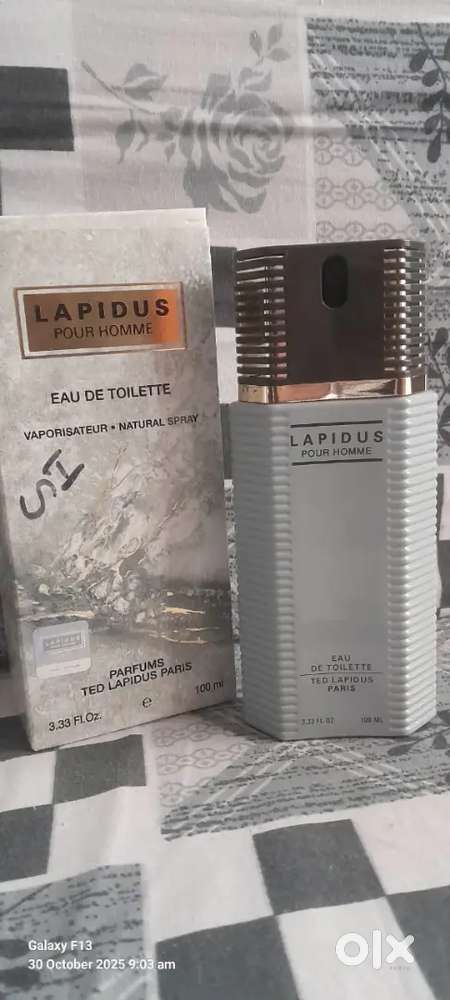 LAPIDUS
POUR HOMME
EAU DE TOILETTE
VAPORISATEUR • NATURAL SPRAY
SI
LAPIDUS
PARFUMS
TED LAPIDUS PARIS
3.33 Fl.Oz.
e
100 ml
LAPIDUS
POUR HOMME
EAU
DE TOILETTE
TED LAPIDUS
PARIS
3.33 FL OZ
100 ML
Galaxy F13
30 October 2025 9:03 am
olx